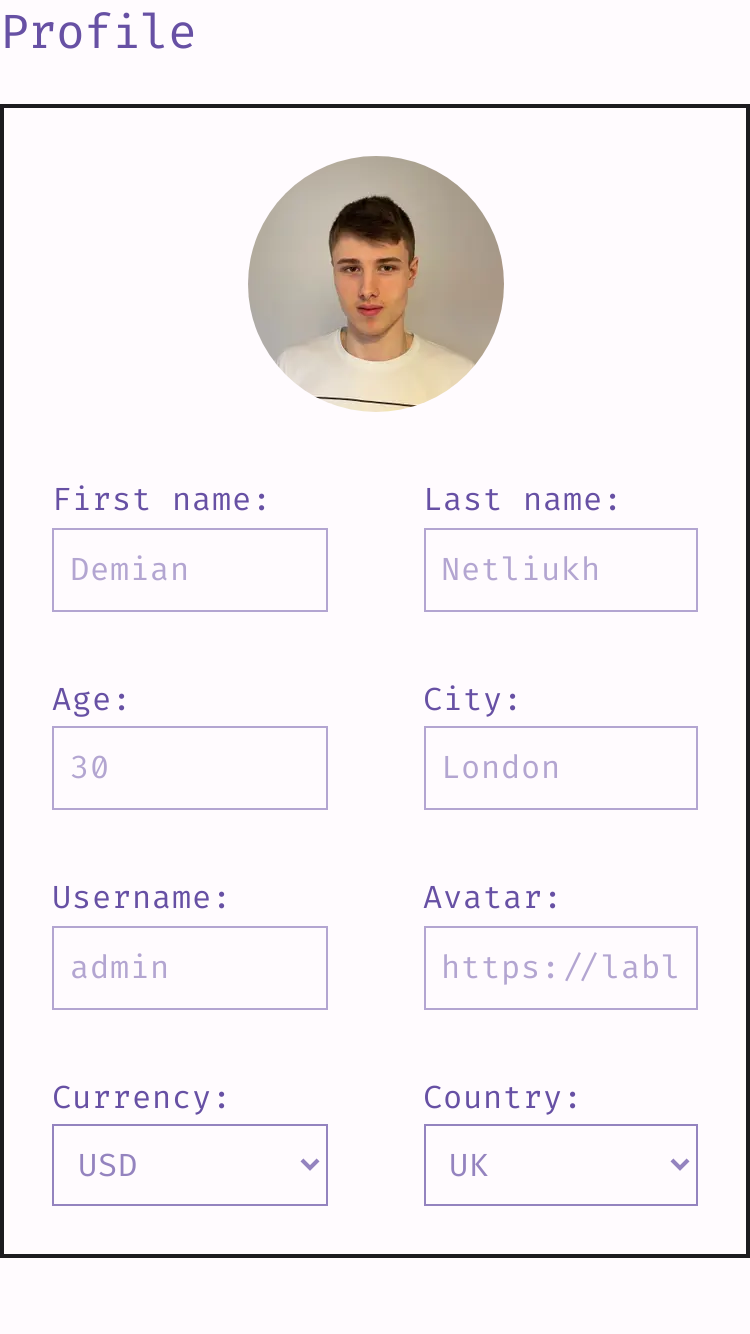 Profile
First name: Last name:
Demian Netliukh
Age: City:
30 London
Username: Avatar:
admin https://labl
Currency: Country:
USD UK